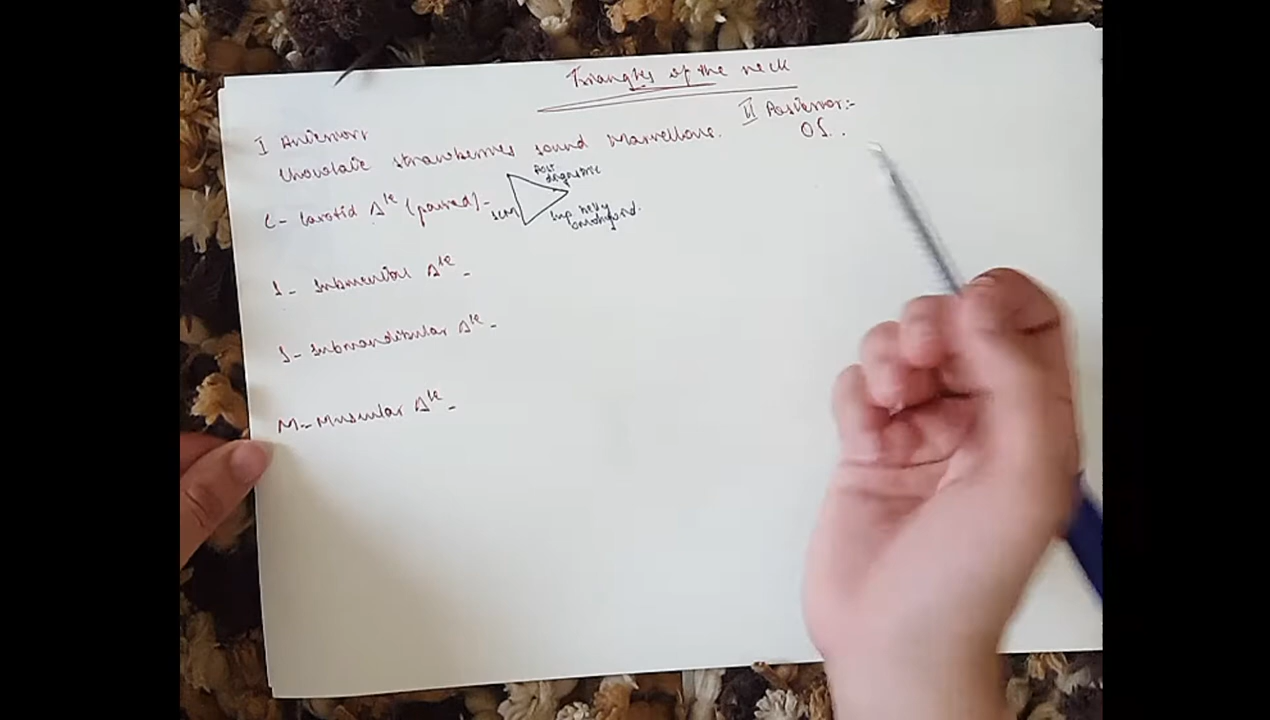 Triangles of the neck
I Anterior:
Chocolate strawberries sound Marvellous.
C- Carotid Δle (paired)-
SCM
Post. digastric
Sup belly omohyoid.
S- Submental Δle -
S- Submandibular Δle -
M- Muscular Δle -
II Posterior:-
OS..